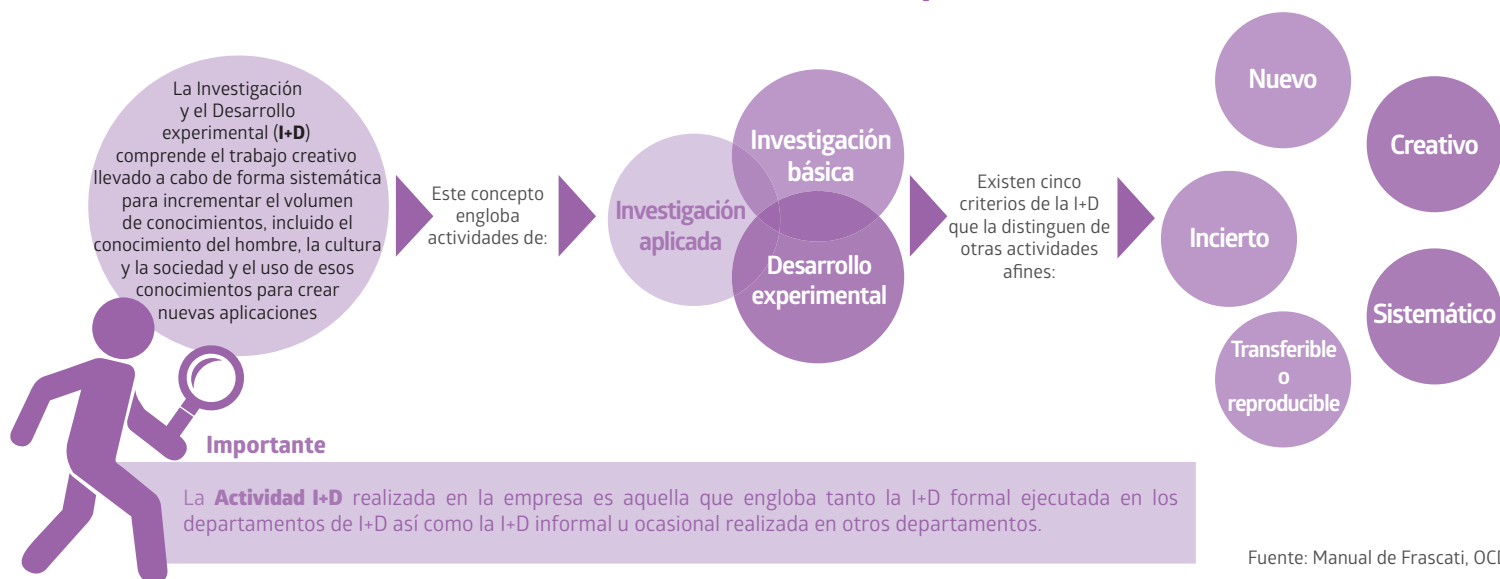 La Investigación
y el Desarrollo
experimental (I+D)
comprende el trabajo creativo
llevado a cabo de forma sistemática
para incrementar el volumen
de conocimientos, incluido el
conocimiento del hombre, la cultura
y la sociedad y el uso de esos
conocimientos para crear
nuevas aplicaciones
Este concepto
engloba
actividades de:
Investigación
aplicada
Investigación
básica
Desarrollo
experimental
Existen cinco
criterios de la I+D
que la distinguen de
otras actividades
afines:
Nuevo
Creativo
Incierto
Sistemático
Transferible
o
reproducible
Importante
La Actividad I+D realizada en la empresa es aquella que engloba tanto la I+D formal ejecutada en los
departamentos de I+D así como la I+D informal u ocasional realizada en otros departamentos.
Fuente: Manual de Frascati,